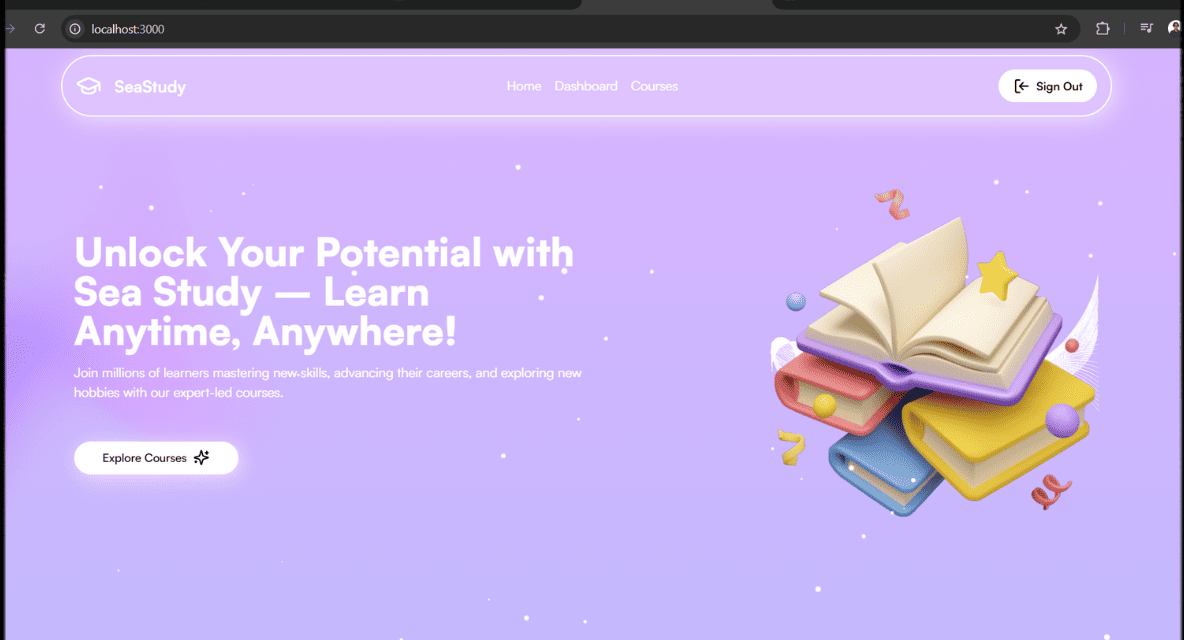 localhost:3000
SeaStudy
Home Dashboard Courses
Sign Out
Unlock Your Potential with
Sea Study — Learn
Anytime, Anywhere!
Join millions of learners mastering new skills, advancing their careers, and exploring new
hobbies with our expert-led courses.
Explore Courses